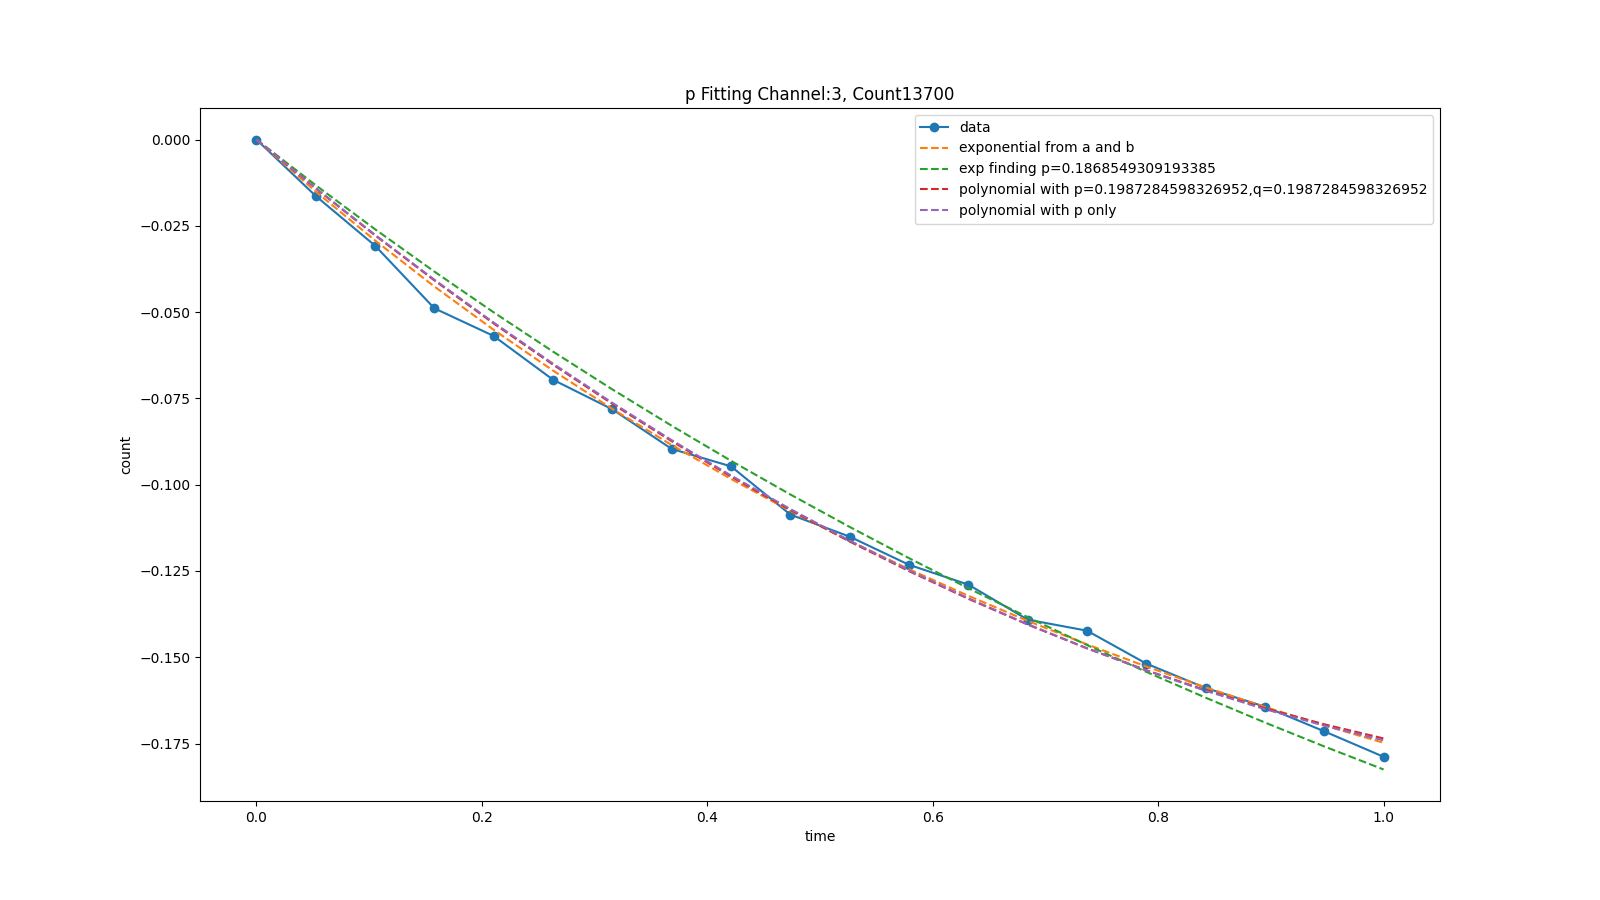 p Fitting Channel:3, Count13700
data
exponential from a and b
exp finding p=0.1868549309193385
polynomial with p=0.1987284598326952,q=0.1987284598326952
polynomial with p only
0.000
−0.025
−0.050
−0.075
−0.100
−0.125
−0.150
−0.175
count
0.0 0.2 0.4 0.6 0.8 1.0
time